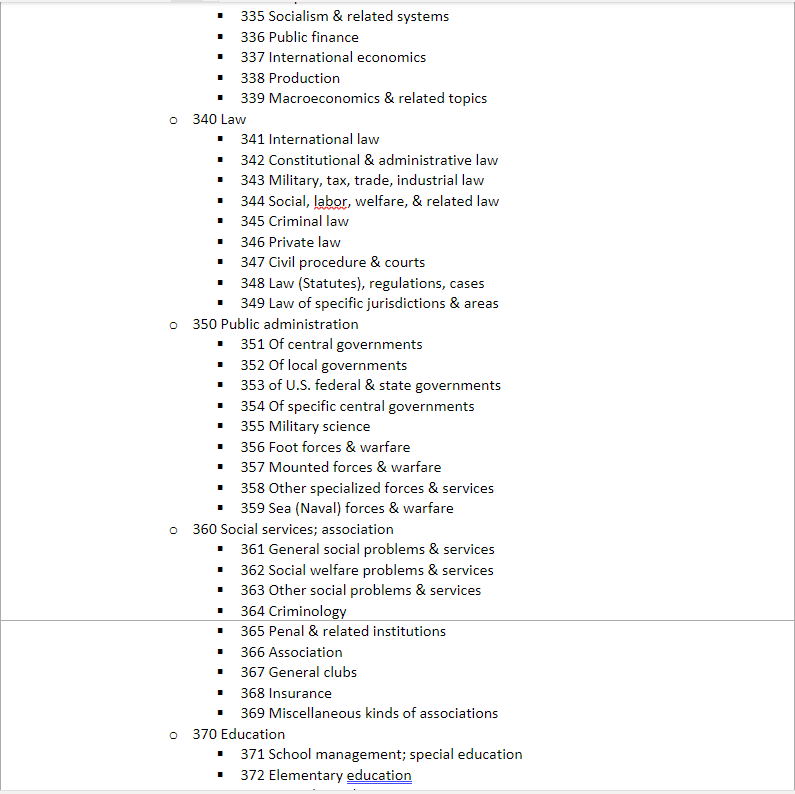 335 Socialism & related systems
336 Public finance
337 International economics
338 Production
339 Macroeconomics & related topics
340 Law
341 International law
342 Constitutional & administrative law
343 Military, tax, trade, industrial law
344 Social, labor, welfare, & related law
345 Criminal law
346 Private law
347 Civil procedure & courts
348 Law (Statutes), regulations, cases
349 Law of specific jurisdictions & areas
350 Public administration
351 Of central governments
352 Of local governments
353 of U.S. federal & state governments
354 Of specific central governments
355 Military science
356 Foot forces & warfare
357 Mounted forces & warfare
358 Other specialized forces & services
359 Sea (Naval) forces & warfare
360 Social services; association
361 General social problems & services
362 Social welfare problems & services
363 Other social problems & services
364 Criminology
365 Penal & related institutions
366 Association
367 General clubs
368 Insurance
369 Miscellaneous kinds of associations
370 Education
371 School management; special education
372 Elementary education